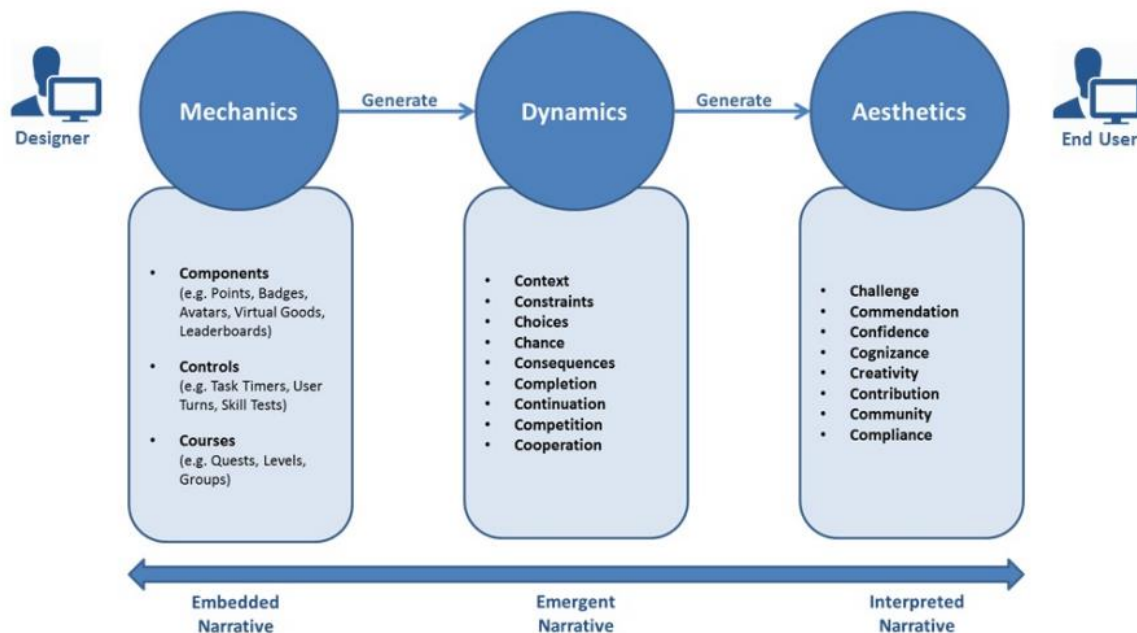 Designer
Mechanics
Generate
Dynamics
Generate
Aesthetics
End User
• Components
(e.g. Points, Badges,
Avatars, Virtual Goods,
Leaderboards)
• Controls
(e.g. Task Timers, User
Turns, Skill Tests)
• Courses
(e.g. Quests, Levels,
Groups)
• Context
• Constraints
• Choices
• Chance
• Consequences
• Completion
• Continuation
• Competition
• Cooperation
• Challenge
• Commendation
• Confidence
• Cognizance
• Creativity
• Contribution
• Community
• Compliance
Embedded
Narrative
Emergent
Narrative
Interpreted
Narrative